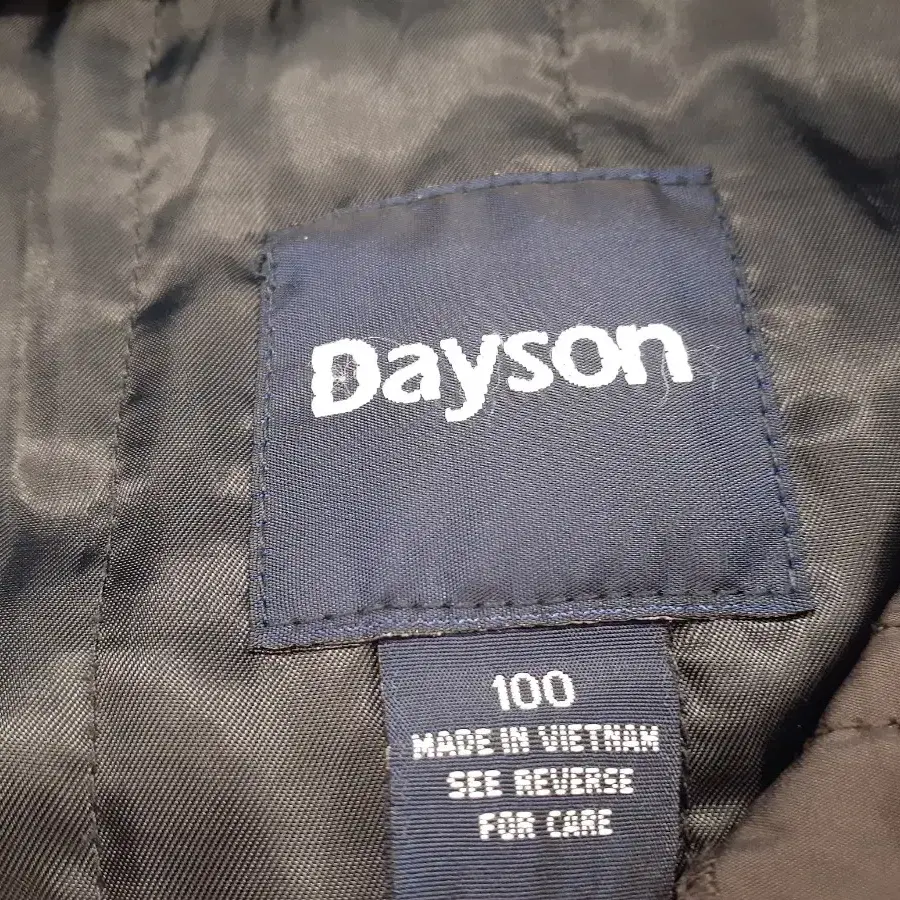 Dayson
100
MADE IN VIETNAM
SEE REVERSE
FOR CARE